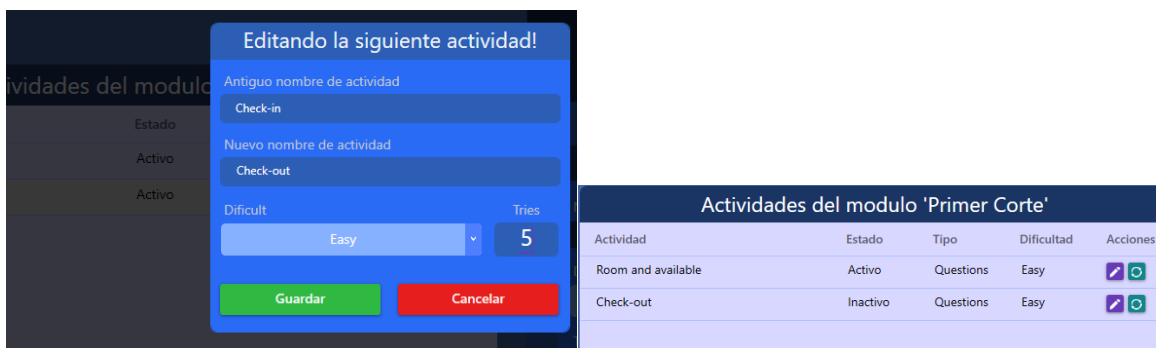 Editando la siguiente actividad!
ividades del modulo
Antiguo nombre de actividad
Check-in
Estado
Nuevo nombre de actividad
Activo
Check-out
Activo
Dificult Tries
Easy 5
Guardar Cancelar
Actividades del modulo 'Primer Corte'
Actividad Estado Tipo Dificultad Acciones
Room and available Activo Questions Easy
Check-out Inactivo Questions Easy